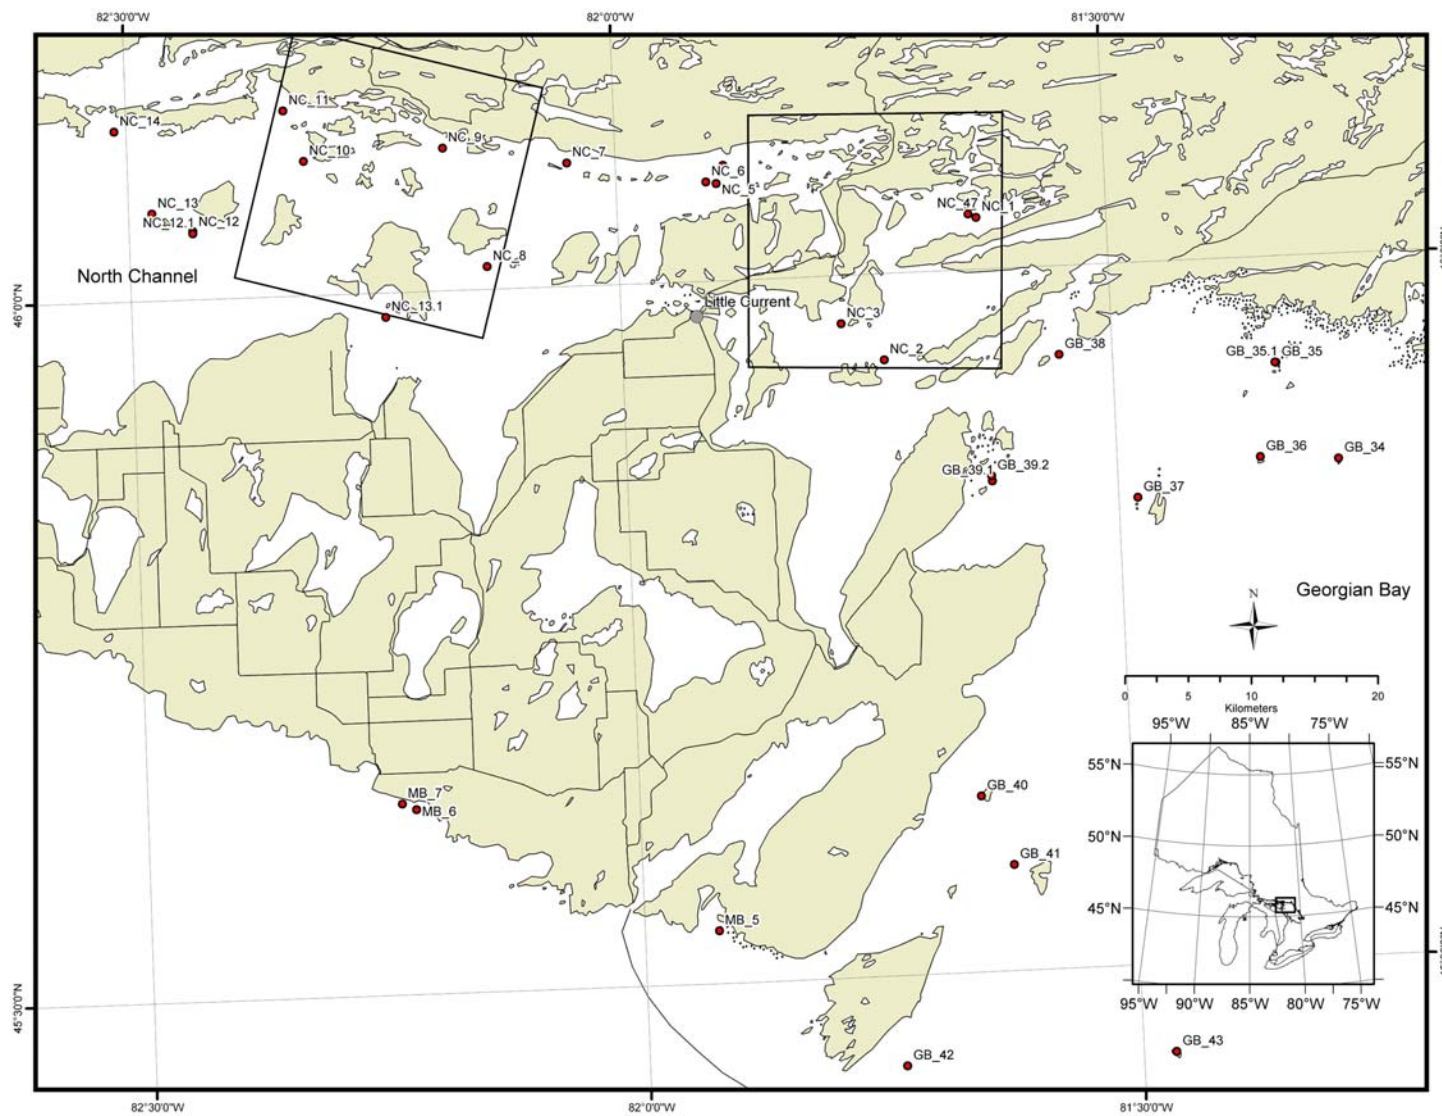 82°30'0"W 82°0'0"W 81°30'0"W
NC_11
NC_14
NC_9
NC_10
NC_7
NC_6
NC_5
NC_13
NC_12.1 NC_12
NC_47 NC_1
NC_8
North Channel
46°0'0"N
NC_13.1
Little Current
NC_3
NC_2
GB_38
GB_35.1 GB_35
GB_36
GB_34
GB_39.1 GB_39.2
GB_37
Georgian Bay
N
0 5 10 20
Kilometers
95°W 85°W 75°W
55°N 55°N
50°N 50°N
45°N 45°N
95°W 90°W 85°W 80°W 75°W
GB_40
MB_7
MB_6
GB_41
MB_5
45°30'0"N
GB_43
GB_42
82°30'0"W 82°0'0"W 81°30'0"W